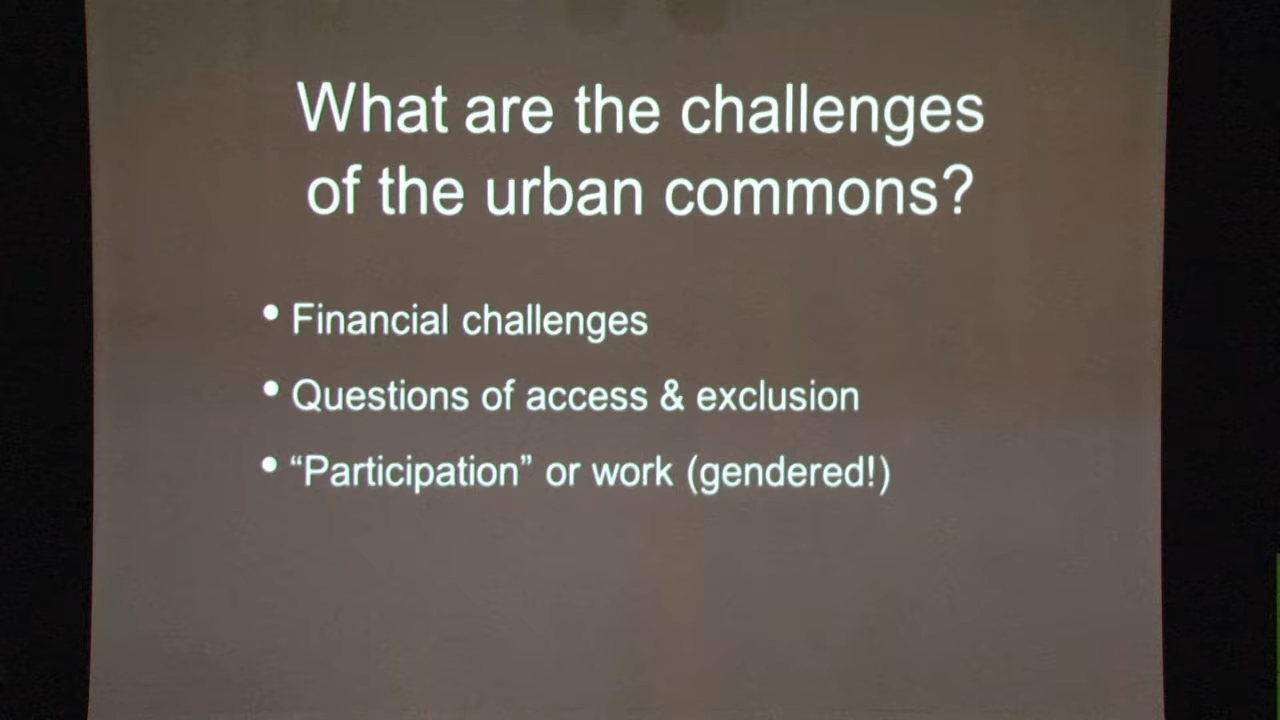 What are the challenges
of the urban commons?
• Financial challenges
• Questions of access & exclusion
• “Participation” or work (gendered!)